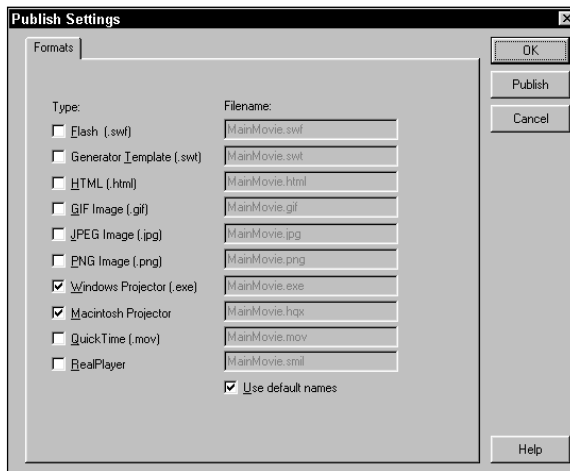 Publish Settings
Formats
OK
Publish
Cancel
Type: Filename:
Flash (.swf) MainMovie.swf
Generator Template (.swt) MainMovie.swt
HTML (.html) MainMovie.html
GIF Image (.gif) MainMovie.gif
JPEG Image (.jpg) MainMovie.jpg
PNG Image (.png) MainMovie.png
Windows Projector (.exe) MainMovie.exe
Macintosh Projector MainMovie.hqx
QuickTime (.mov) MainMovie.mov
RealPlayer MainMovie.smil
Use default names
Help